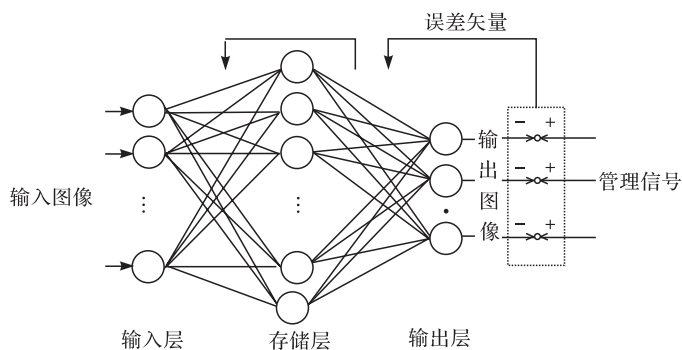 误差矢量
输入图像
输出图像
− +
− +
− +
管理信号
输入层
存储层
输出层